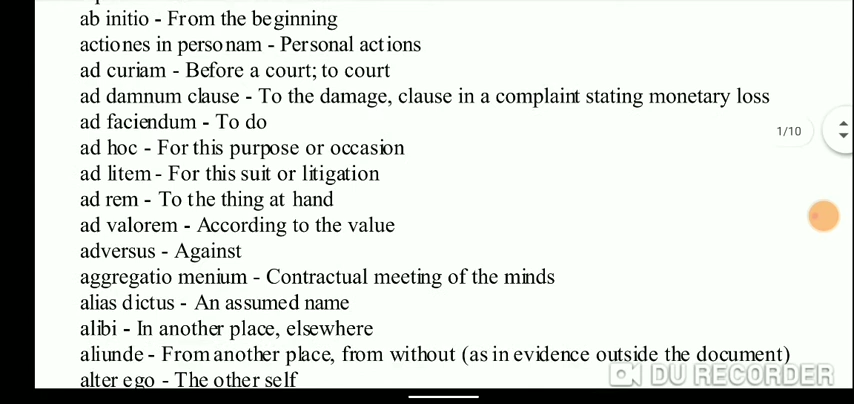 ab initio - From the beginning
actiones in personam - Personal actions
ad curiam - Before a court; to court
ad damnum clause - To the damage, clause in a complaint stating monetary loss
ad faciendum - To do
1/10
ad hoc - For this purpose or occasion
ad litem - For this suit or litigation
ad rem - To the thing at hand
ad valorem - According to the value
adversus - Against
aggregatio menium - Contractual meeting of the minds
alias dictus - An assumed name
alibi - In another place, elsewhere
aliunde - From another place, from without (as in evidence outside the document)
DU RECORDER
alter ego - The other self